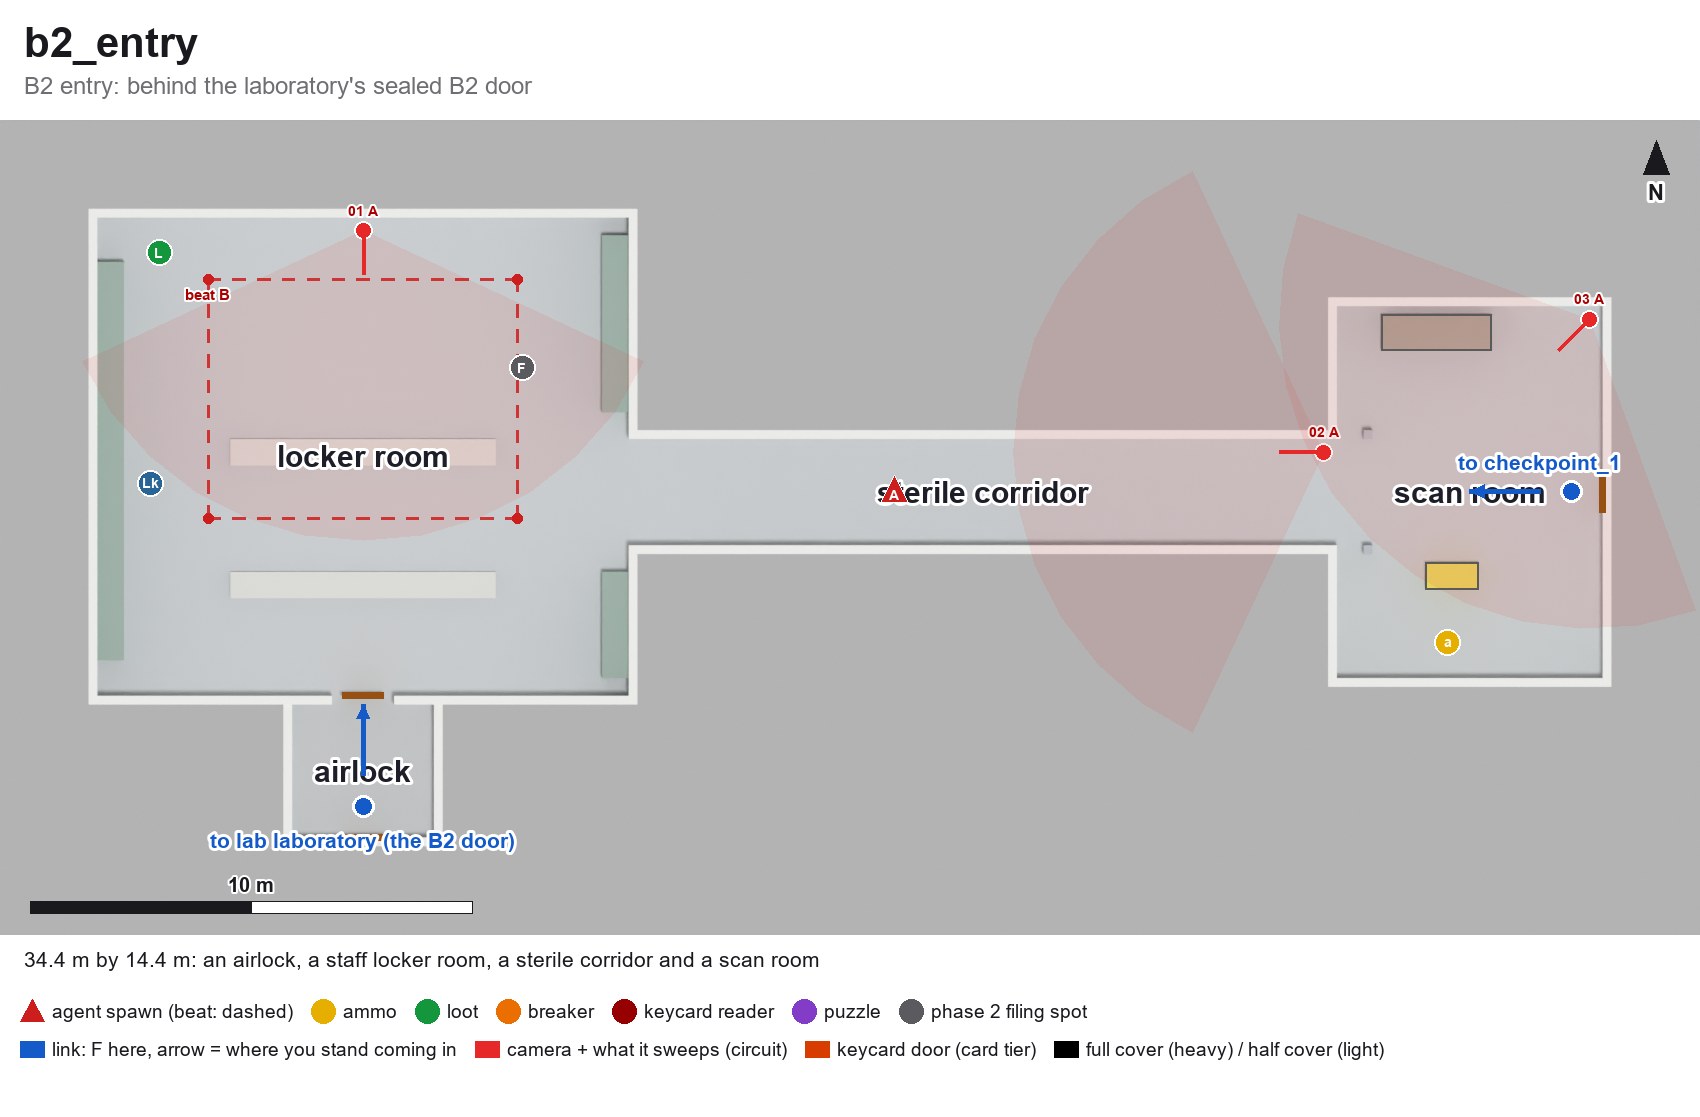 b2_entry
B2 entry: behind the laboratory's sealed B2 door
N
01 A
L
beat B
F
03 A
02 A
to checkpoint_1
locker room
Lk
A
sterile corridor
scan room
a
airlock
to lab laboratory (the B2 door)
10 m
34.4 m by 14.4 m: an airlock, a staff locker room, a sterile corridor and a scan room
agent spawn (beat: dashed)
ammo
loot
breaker
keycard reader
puzzle
phase 2 filing spot
link: F here, arrow = where you stand coming in
camera + what it sweeps (circuit)
keycard door (card tier)
full cover (heavy) / half cover (light)